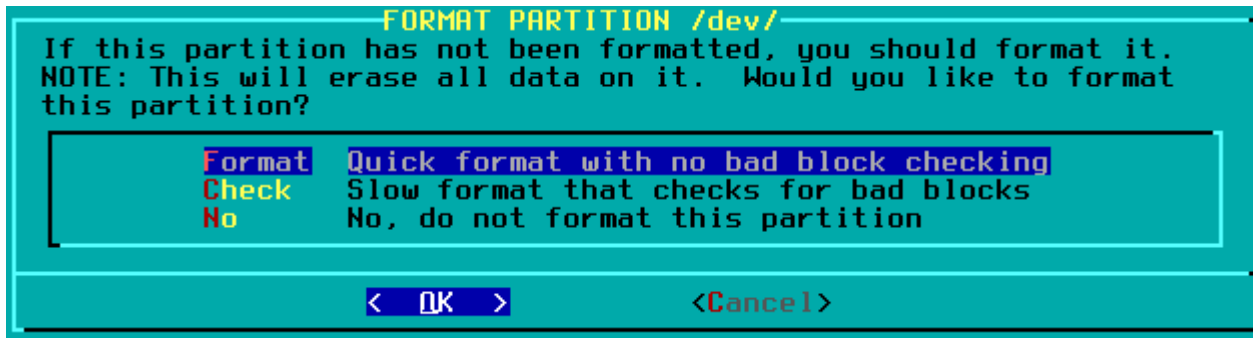 FORMAT PARTITION /dev/
If this partition has not been formatted, you should format it.
NOTE: This will erase all data on it.  Would you like to format
this partition?
Format  Quick format with no bad block checking
Check  Slow format that checks for bad blocks
No  No, do not format this partition
<  OK  > <Cancel>